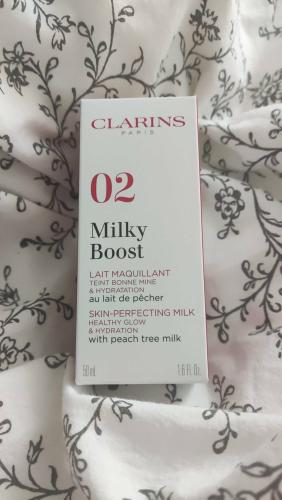 CLARINS
PARIS
02
Milky
Boost
LAIT MAQUILLANT
TEINT BONNE MINE
& HYDRATATION
au lait de pêcher
SKIN-PERFECTING MILK
HEALTHY GLOW
& HYDRATION
with peach tree milk
50 ml 1.6 Fl. Oz.